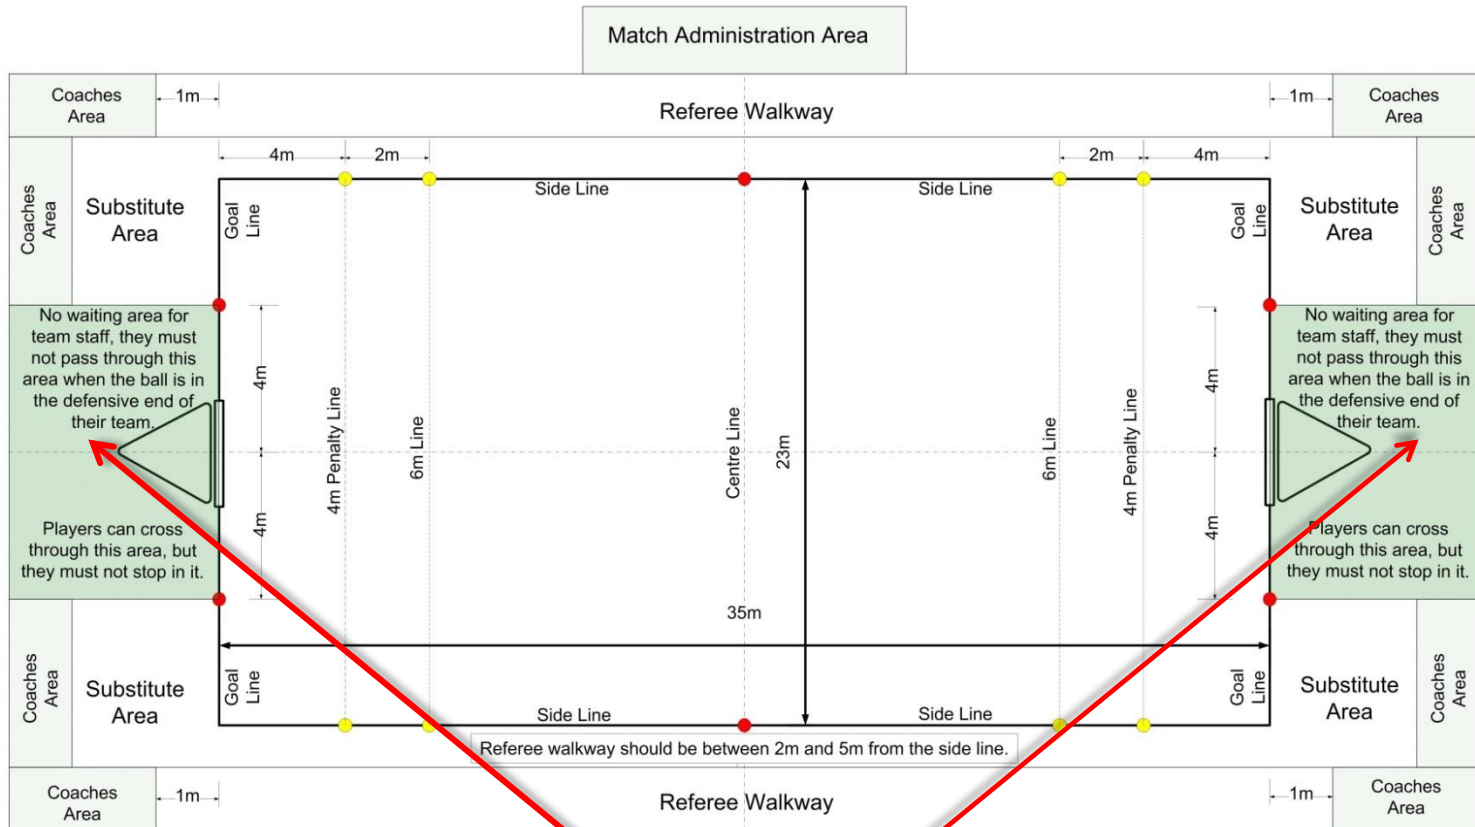 Match Administration Area
Coaches
Area
1m
Referee Walkway
1m
Coaches
Area
4m
2m
2m
4m
Coaches
Area
Substitute
Area
Goal
Line
Side Line
Side Line
Goal
Line
Substitute
Area
Coaches
Area
No waiting area for
team staff, they must
not pass through this
area when the ball is in
the defensive end of
their team.
4m
4m Penalty Line
6m Line
Centre Line
23m
6m Line
4m Penalty Line
4m
No waiting area for
team staff, they must
not pass through this
area when the ball is in
the defensive end of
their team.
Players can cross
through this area, but
they must not stop in it.
4m
4m
Players can cross
through this area, but
they must not stop in it.
35m
Coaches
Area
Substitute
Area
Goal
Line
Side Line
Side Line
Goal
Line
Substitute
Area
Coaches
Area
Referee walkway should be between 2m and 5m from the side line.
Coaches
Area
1m
Referee Walkway
1m
Coaches
Area